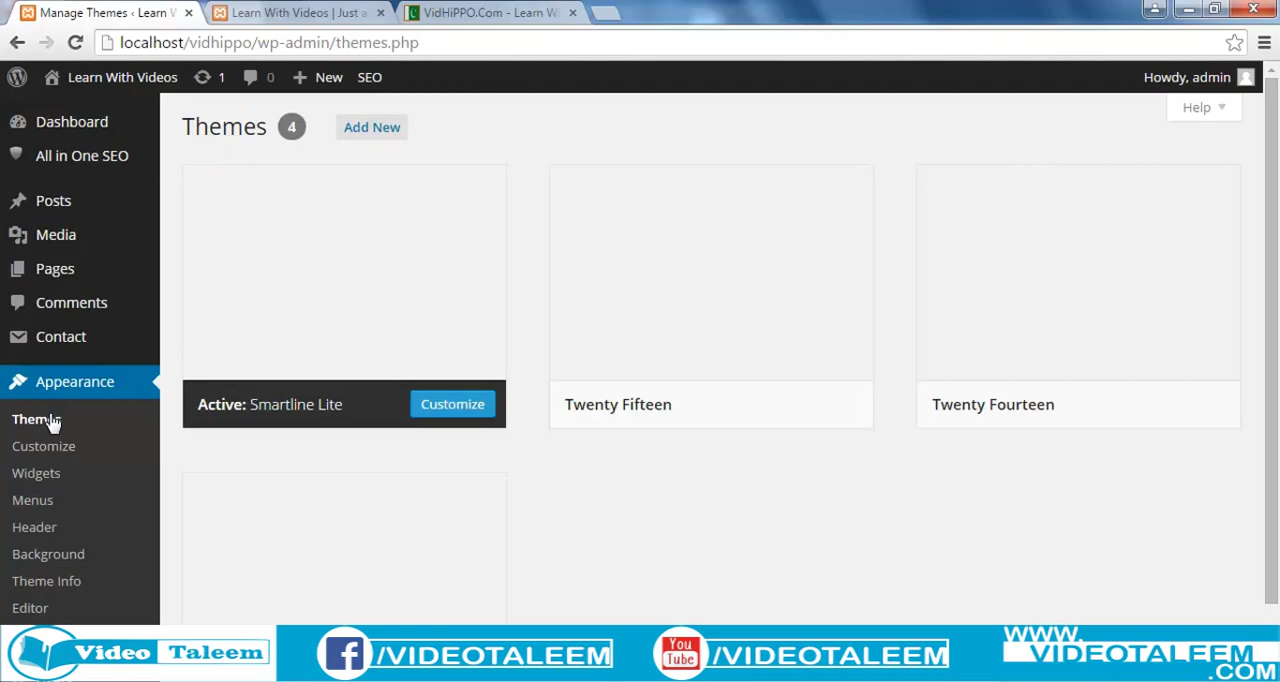 Manage Themes ‹ Learn W
Learn With Videos | Just a
VidHiPPO.Com - Learn Wi
localhost/vidhippo/wp-admin/themes.php
Learn With Videos 1 0 New SEO
Howdy, admin
Help
Dashboard
All in One SEO
Posts
Media
Pages
Comments
Contact
Appearance
Themes
Customize
Widgets
Menus
Header
Background
Theme Info
Editor
Themes 4 Add New
Active: Smartline Lite Customize
Twenty Fifteen
Twenty Fourteen
Video Taleem
f /VIDEOTALEEM
You Tube /VIDEOTALEEM
WWW.
VIDEOTALEEM
.COM